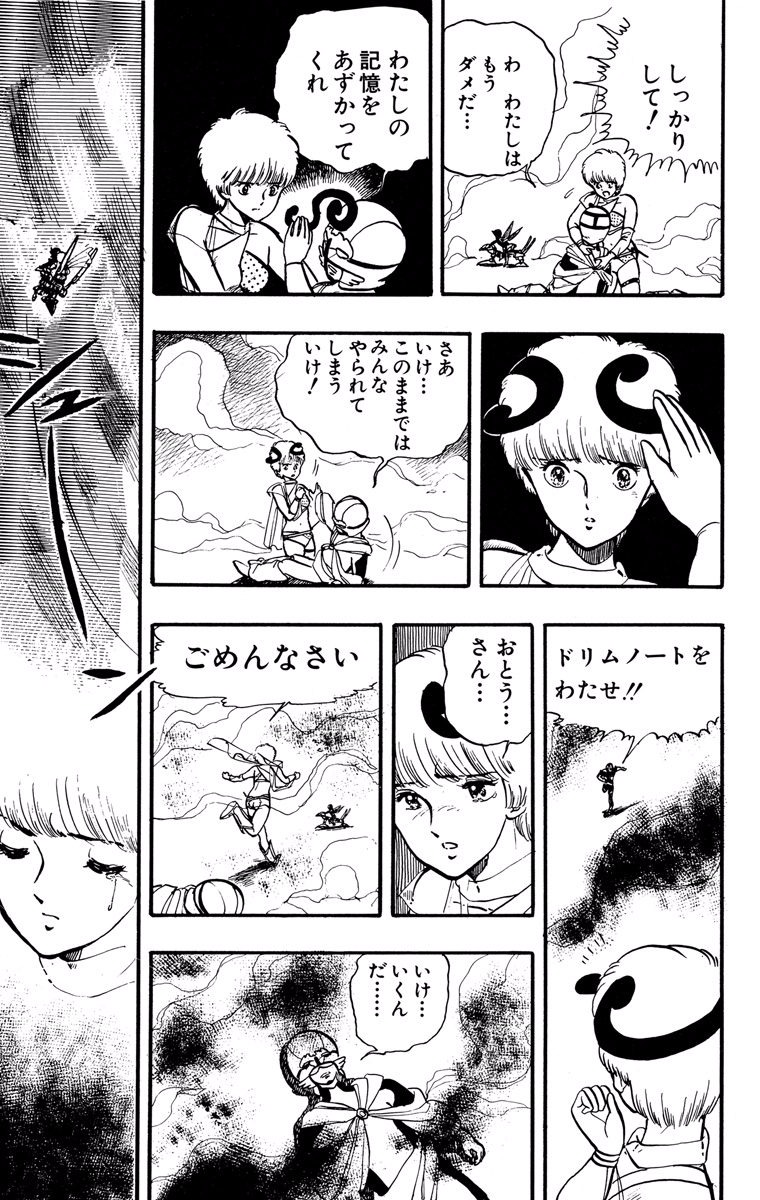 しっかり
して!
わ わたしは
もう
ダメだ…
わたしの
記憶を
あずかって
くれ
さあ
いけ…
このままでは
みんな
やられて
しまう
いけ!
ドリムノートを
わたせ!!
おとう…
さん…
ごめんなさい
いけ…
いくん
だ……